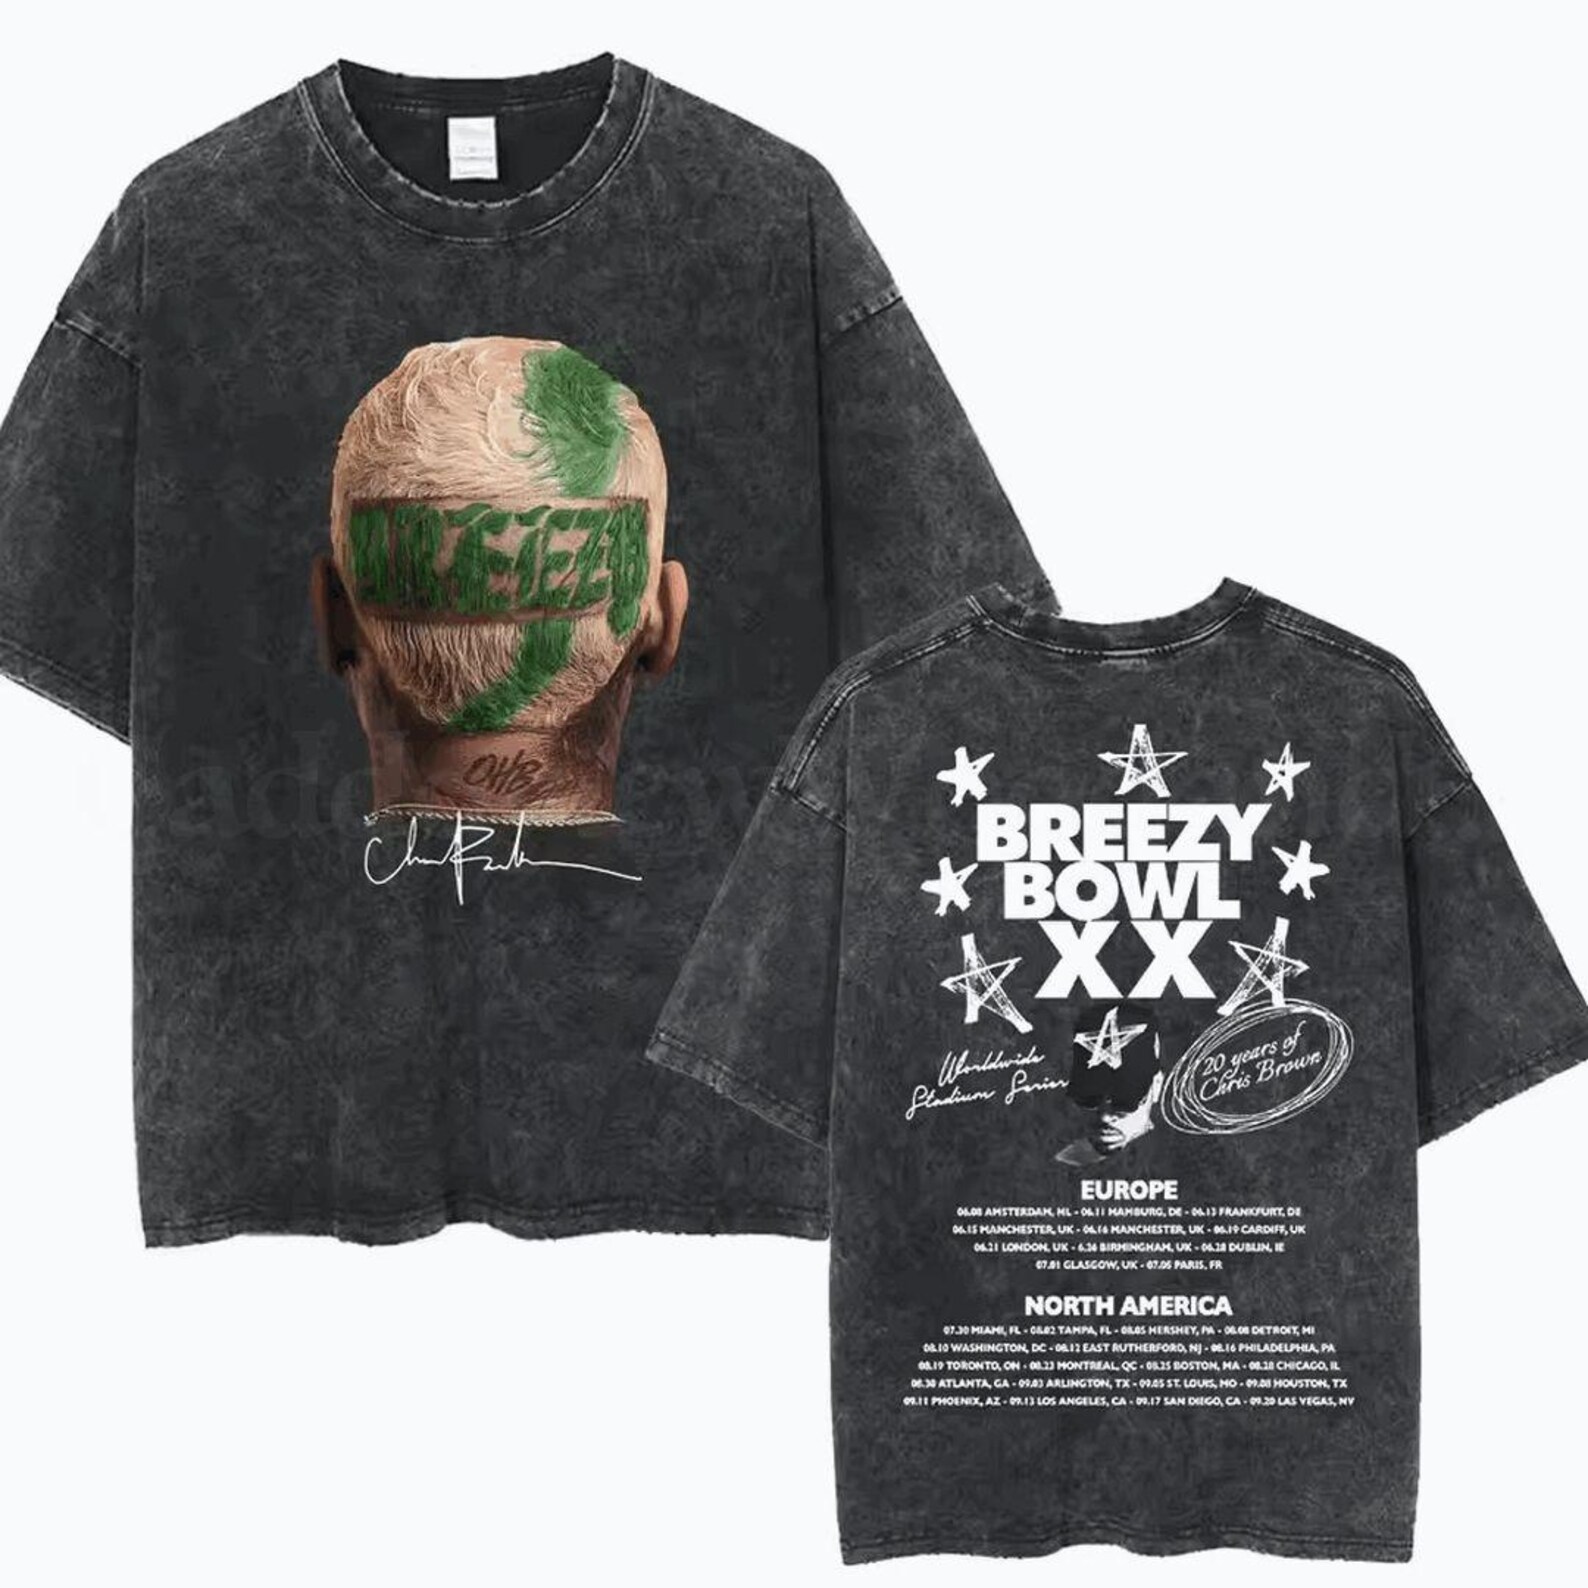 BREEZY
OHB
Chris Brown
BREEZY
BOWL
XX
Worldwide
Stadium Series
20 years of
Chris Brown
EUROPE
06.08 AMSTERDAM, NL - 06.11 HAMBURG, DE - 06.13 FRANKFURT, DE
06.15 MANCHESTER, UK - 06.16 MANCHESTER, UK - 06.19 CARDIFF, UK
06.21 LONDON, UK - 6.26 BIRMINGHAM, UK - 06.28 DUBLIN, IE
07.01 GLASGOW, UK - 07.05 PARIS, FR
NORTH AMERICA
07.30 MIAMI, FL - 08.02 TAMPA, FL - 08.05 HERSHEY, PA - 08.08 DETROIT, MI
08.10 WASHINGTON, DC - 08.12 EAST RUTHERFORD, NJ - 08.16 PHILADELPHIA, PA
08.19 TORONTO, ON - 08.23 MONTREAL, QC - 08.25 BOSTON, MA - 08.28 CHICAGO, IL
08.30 ATLANTA, GA - 09.03 ARLINGTON, TX - 09.05 ST. LOUIS, MO - 09.08 HOUSTON, TX
09.11 PHOENIX, AZ - 09.13 LOS ANGELES, CA - 09.17 SAN DIEGO, CA - 09.20 LAS VEGAS, NV